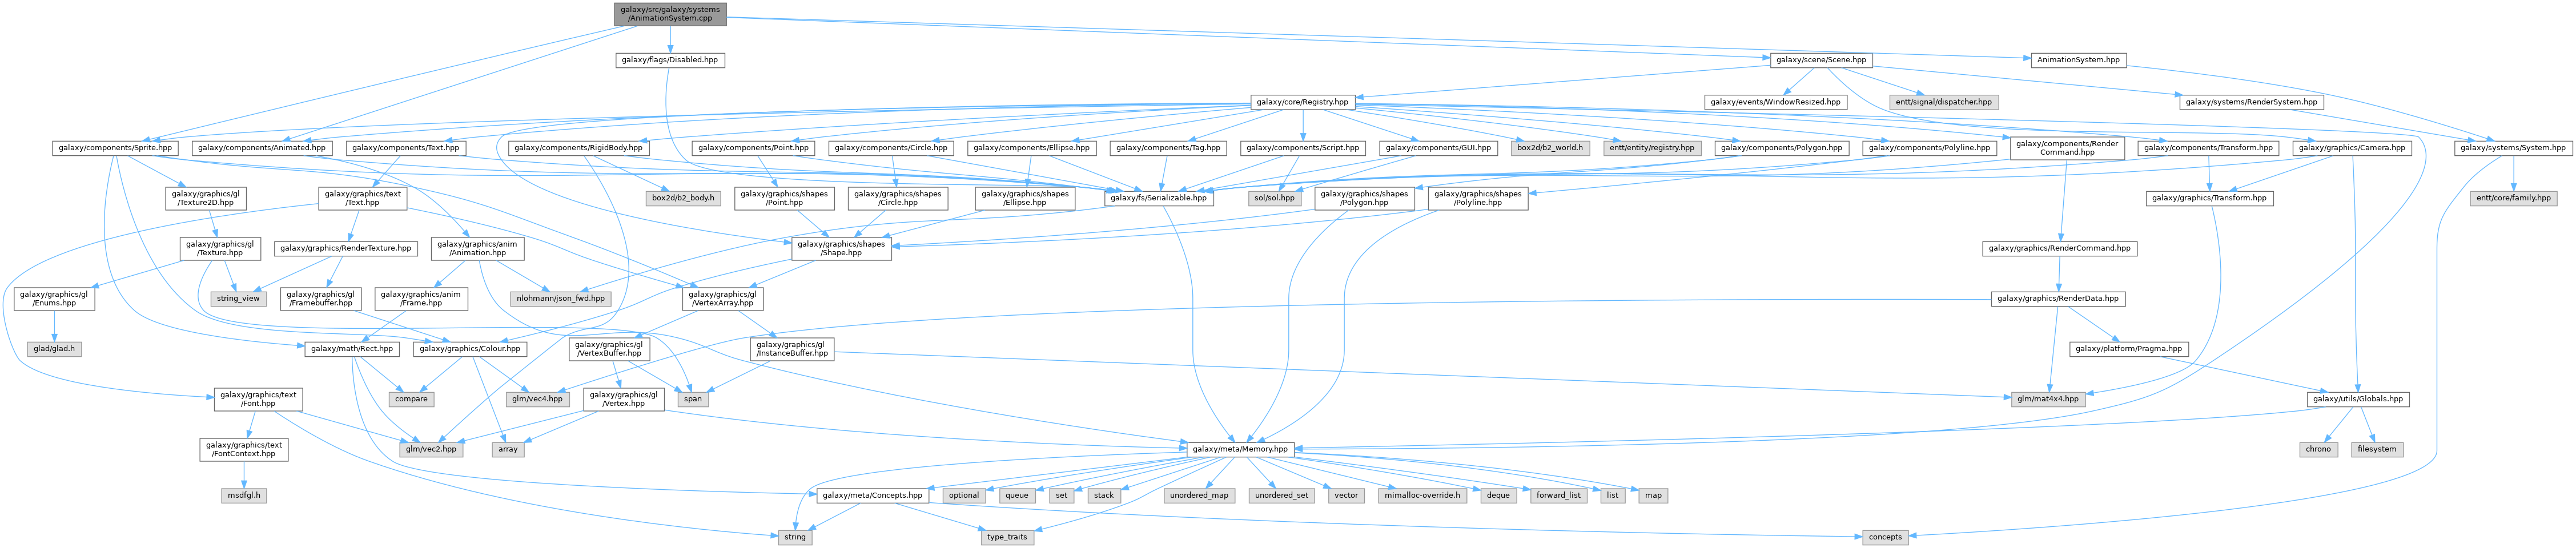 galaxy/src/galaxy/systems
/AnimationSystem.cpp
galaxy/flags/Disabled.hpp
galaxy/scene/Scene.hpp
AnimationSystem.hpp
galaxy/core/Registry.hpp
galaxy/events/WindowResized.hpp
entt/signal/dispatcher.hpp
galaxy/systems/RenderSystem.hpp
galaxy/components/Sprite.hpp
galaxy/components/Animated.hpp
galaxy/components/Text.hpp
galaxy/components/RigidBody.hpp
galaxy/components/Point.hpp
galaxy/components/Circle.hpp
galaxy/components/Ellipse.hpp
galaxy/components/Tag.hpp
galaxy/components/Script.hpp
galaxy/components/GUI.hpp
box2d/b2_world.h
entt/entity/registry.hpp
galaxy/components/Polygon.hpp
galaxy/components/Polyline.hpp
galaxy/components/Render
Command.hpp
galaxy/components/Transform.hpp
galaxy/graphics/Camera.hpp
galaxy/systems/System.hpp
galaxy/graphics/gl
/Texture2D.hpp
galaxy/graphics/text
/Text.hpp
box2d/b2_body.h
galaxy/graphics/shapes
/Point.hpp
galaxy/graphics/shapes
/Circle.hpp
galaxy/graphics/shapes
/Ellipse.hpp
galaxy/fs/Serializable.hpp
sol/sol.hpp
galaxy/graphics/shapes
/Polygon.hpp
galaxy/graphics/shapes
/Polyline.hpp
galaxy/graphics/Transform.hpp
entt/core/family.hpp
galaxy/graphics/gl
/Texture.hpp
galaxy/graphics/RenderTexture.hpp
galaxy/graphics/anim
/Animation.hpp
galaxy/graphics/shapes
/Shape.hpp
galaxy/graphics/RenderCommand.hpp
galaxy/graphics/gl
/Enums.hpp
string_view
galaxy/graphics/gl
/Framebuffer.hpp
galaxy/graphics/anim
/Frame.hpp
nlohmann/json_fwd.hpp
galaxy/graphics/gl
/VertexArray.hpp
galaxy/graphics/RenderData.hpp
glad/glad.h
galaxy/math/Rect.hpp
galaxy/graphics/Colour.hpp
galaxy/graphics/gl
/VertexBuffer.hpp
galaxy/graphics/gl
/InstanceBuffer.hpp
galaxy/platform/Pragma.hpp
galaxy/graphics/text
/Font.hpp
compare
glm/vec4.hpp
galaxy/graphics/gl
/Vertex.hpp
span
glm/mat4x4.hpp
galaxy/utils/Globals.hpp
galaxy/graphics/text
/FontContext.hpp
glm/vec2.hpp
array
galaxy/meta/Memory.hpp
chrono
filesystem
msdfgl.h
galaxy/meta/Concepts.hpp
optional
queue
set
stack
unordered_map
unordered_set
vector
mimalloc-override.h
deque
forward_list
list
map
string
type_traits
concepts